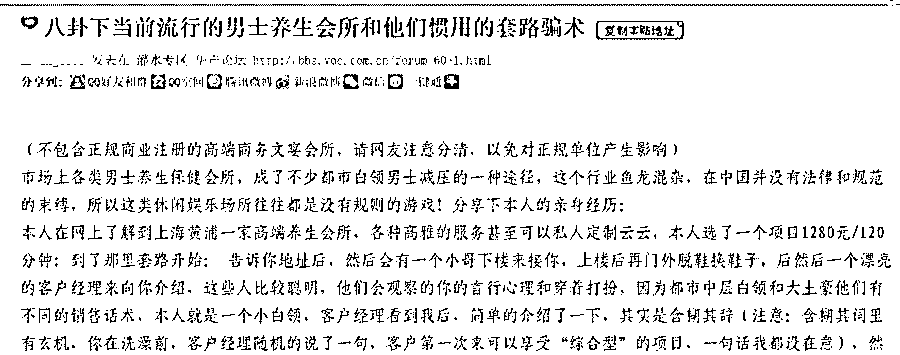 八卦下当前流行的男士养生会所和他们惯用的套路骗术 [复制本贴地址]
发表在 http://bbs.voc.com.cn/forum-60-1.html
分享到: QQ好友和群 QQ空间 腾讯微博 新浪微博 微信
(不包含正规商业注册的高端商务文宴会所，请网友注意分清，以免对正规单位产生影响)
市场上各类男士养生保健会所，成了不少都市白领男士减压的一种途径，这个行业鱼龙混杂，在中国并没有法律和规范
的束缚，所以这类休闲娱乐场所往往都是没有规则的游戏！分享下本人的亲身经历：
本人在网上了解到上海黄浦一家高端养生会所，各种高雅的服务甚至可以私人定制云云，本人选了一个项目1280元/120
分钟；到了那里套路开始： 告诉你地址后，然后会有一个小哥下楼来接你，上楼后再门外脱鞋换鞋子，后然后一个漂亮
的客户经理来向你介绍，这些人比较聪明，他们会观察的你的言行心理和穿着打扮，因为都市中层白领和大土豪他们有
不同的销售话术，本人就是一个小白领，客户经理看到我后，简单的介绍了一下，其实是含糊其辞(注意：含糊其词里
有玄机，你在洗澡前，客户经理随机的说了一句，客户第一次来可以享受“综合型”的项目，一句话我都没在意)，然